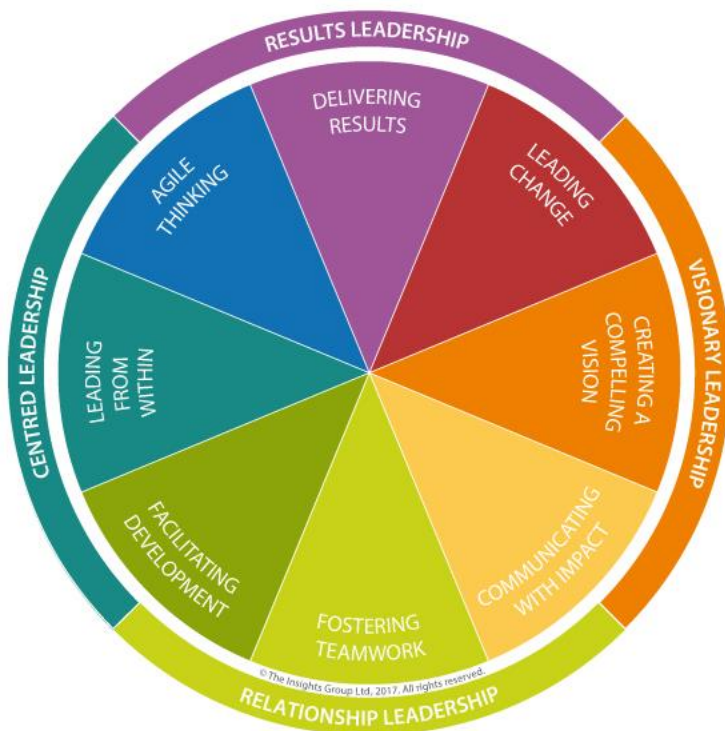 RESULTS LEADERSHIP
DELIVERING
RESULTS
LEADING
CHANGE
VISIONARY LEADERSHIP
CREATING A
COMPELLING
VISION
COMMUNICATING
WITH IMPACT
FOSTERING
TEAMWORK
© The Insights Group Ltd, 2017. All rights reserved.
RELATIONSHIP LEADERSHIP
FACILITATING
DEVELOPMENT
CENTRED LEADERSHIP
LEADING
FROM
WITHIN
AGILE
THINKING